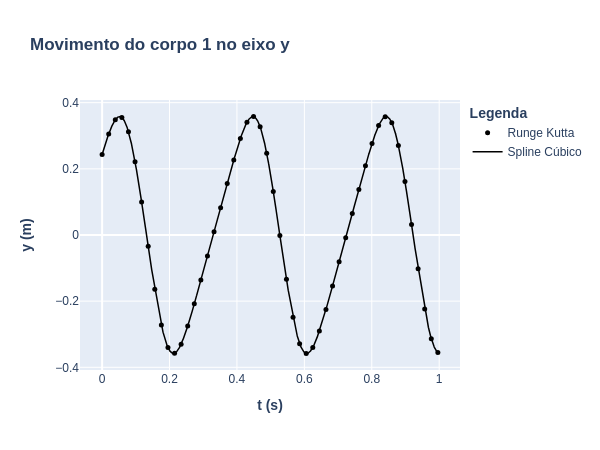 Movimento do corpo 1 no eixo y
Legenda
Runge Kutta
Spline Cúbico
y (m)
0.4
0.2
0
−0.2
−0.4
0
0.2
0.4
0.6
0.8
1
t (s)